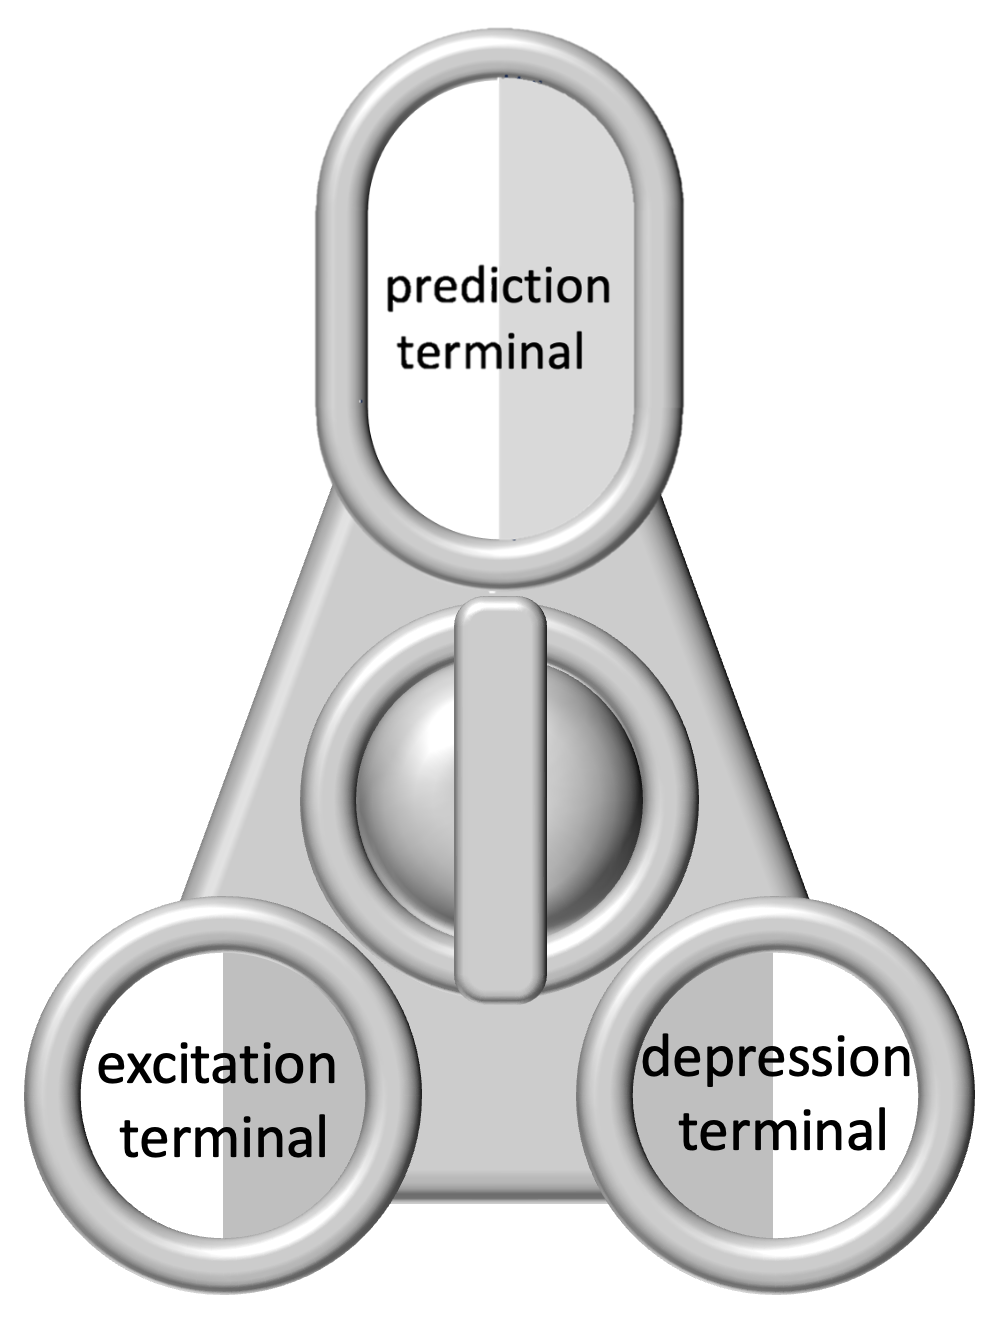 prediction
terminal
excitation
terminal
depression
terminal